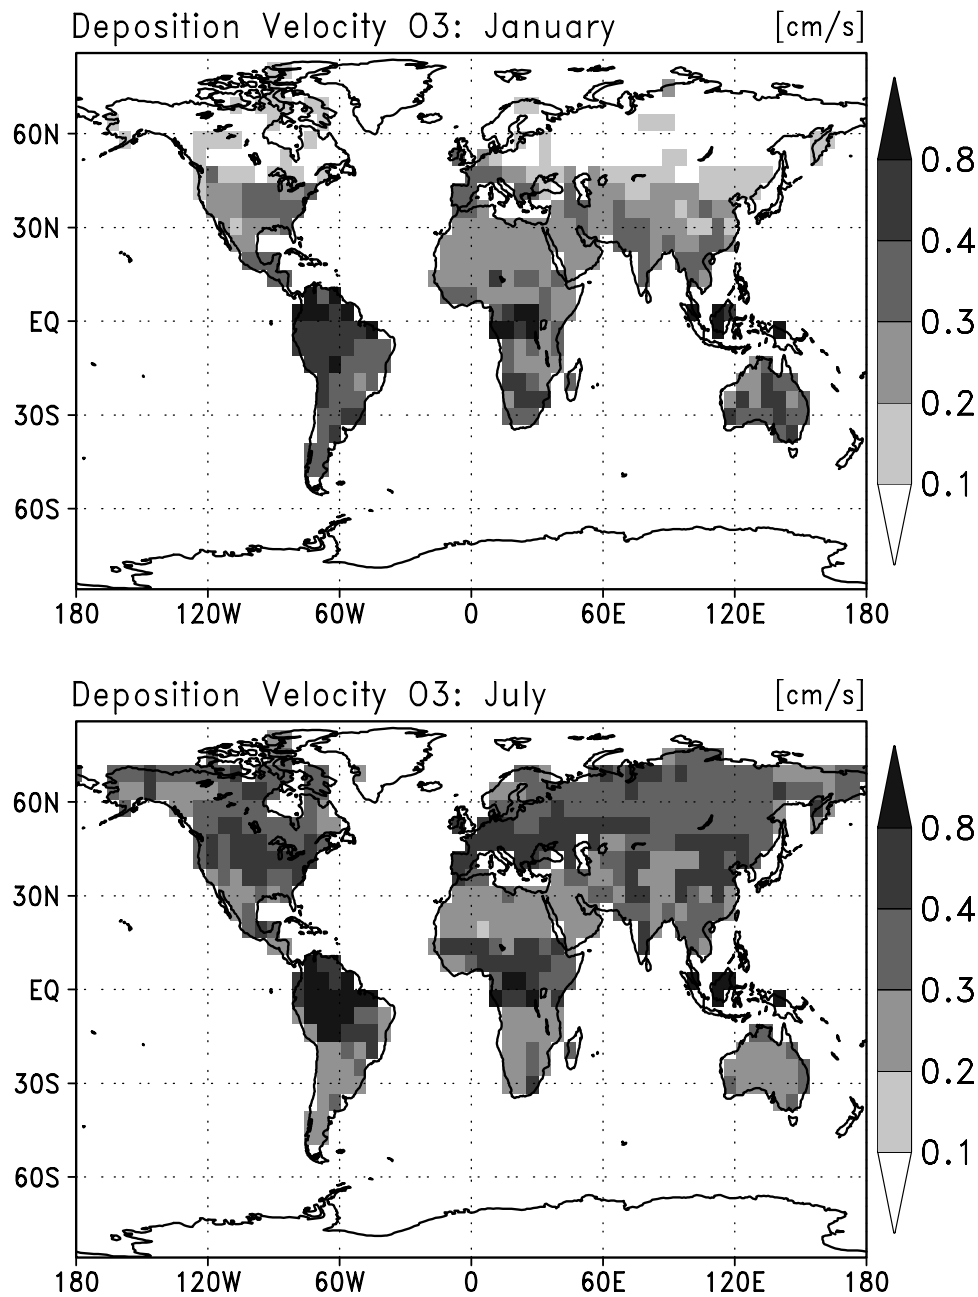 Deposition Velocity O3: January [cm/s]
60N
30N
EQ
30S
60S
180 120W 60W 0 60E 120E 180
0.8
0.4
0.3
0.2
0.1
Deposition Velocity O3: July [cm/s]
60N
30N
EQ
30S
60S
180 120W 60W 0 60E 120E 180
0.8
0.4
0.3
0.2
0.1